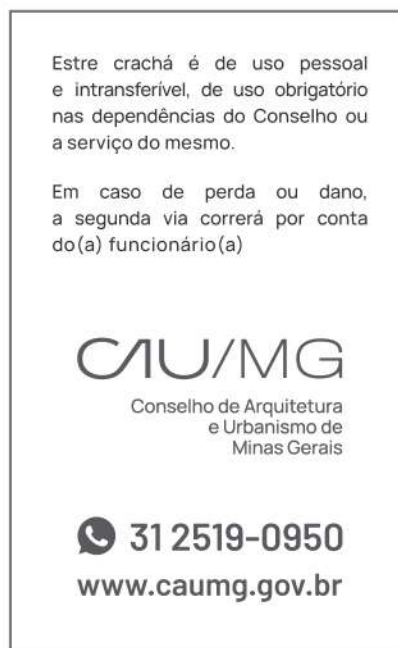 Estre crachá é de uso pessoal
e intransferível, de uso obrigatório
nas dependências do Conselho ou
a serviço do mesmo.
Em caso de perda ou dano,
a segunda via correrá por conta
do(a) funcionário(a)
CAU/MG
Conselho de Arquitetura
e Urbanismo de
Minas Gerais
31 2519-0950
www.caumg.gov.br